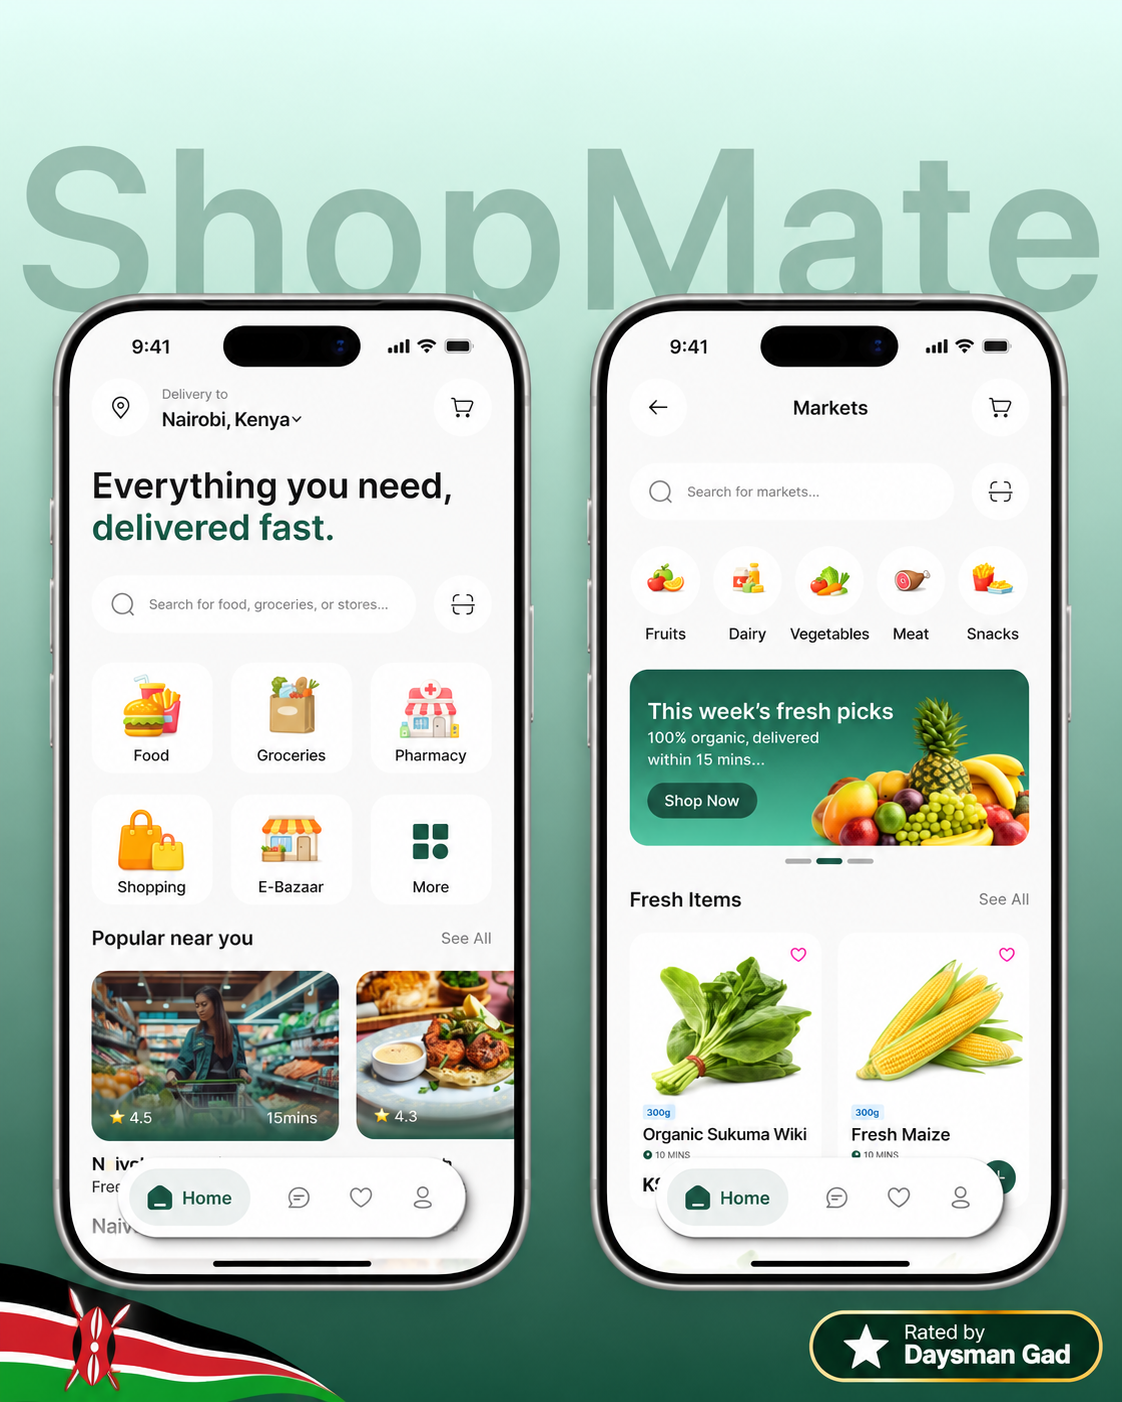 ShopMate
9:41
Delivery to
Nairobi, Kenya
Everything you need,
delivered fast.
Search for food, groceries, or stores...
Food
Groceries
Pharmacy
Shopping
E-Bazaar
More
Popular near you
See All
4.5
15mins
4.3
Home
9:41
Markets
Search for markets...
Fruits
Dairy
Vegetables
Meat
Snacks
This week's fresh picks
100% organic, delivered
within 15 mins...
Shop Now
Fresh Items
See All
300g
Organic Sukuma Wiki
10 MINS
300g
Fresh Maize
10 MINS
Home
Rated by
Daysman Gad